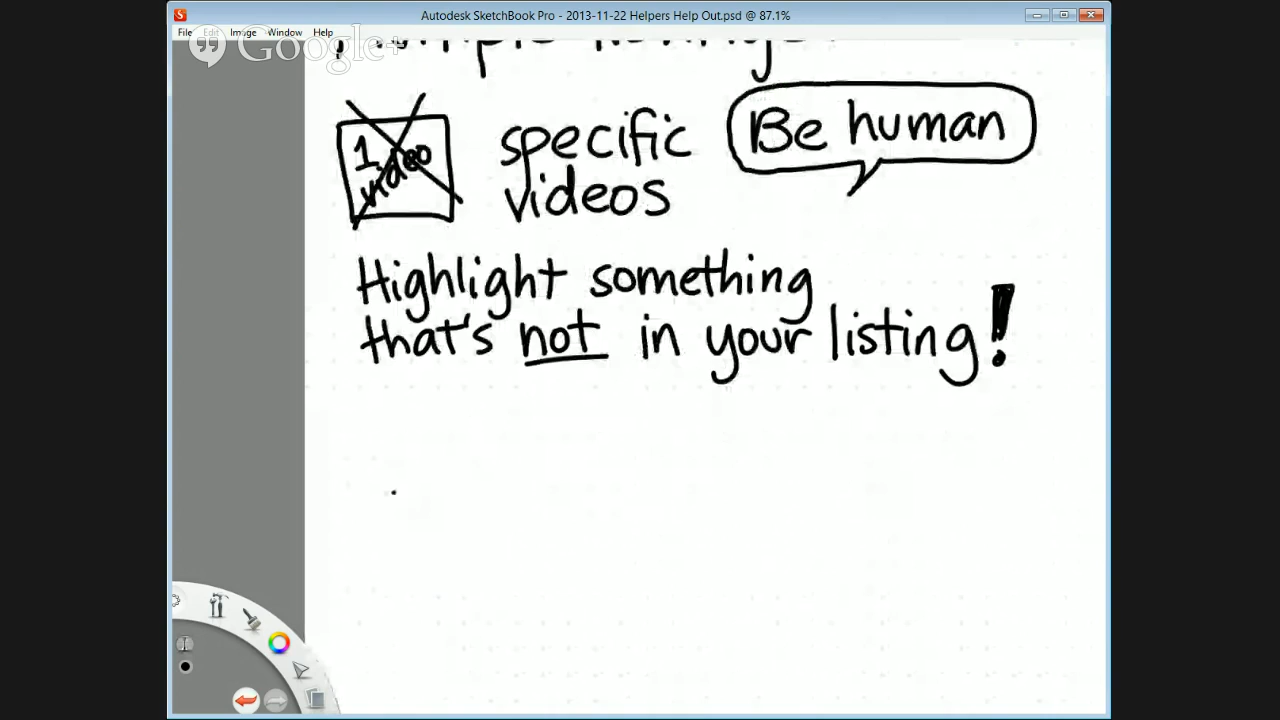 Autodesk SketchBook Pro - 2013-11-22 Helpers Help Out.psd @ 87.1%
File Edit Image Window Help
Google+
1 video
specific
videos
Be human
Highlight something
that's not in your listing!